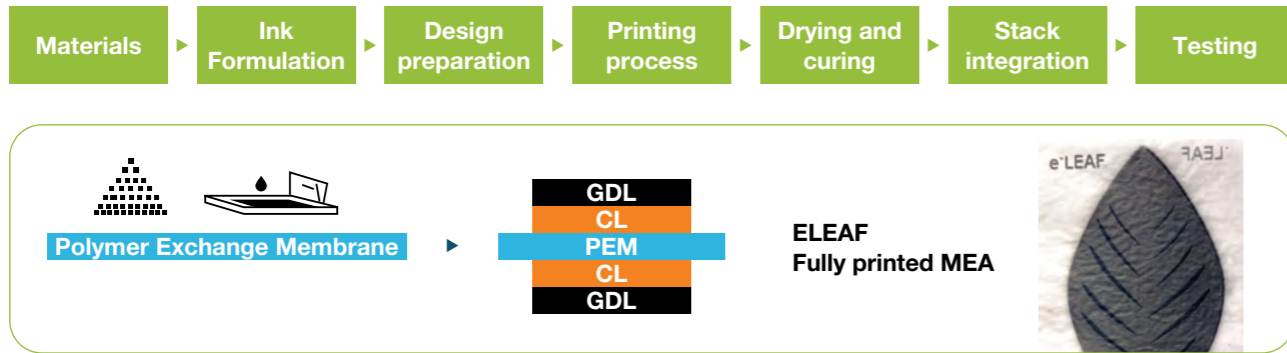 Materials
Ink
Formulation
Design
preparation
Printing
process
Drying and
curing
Stack
integration
Testing
Polymer Exchange Membrane
GDL
CL
PEM
CL
GDL
ELEAF
Fully printed MEA
e·LEAF
·LEAF